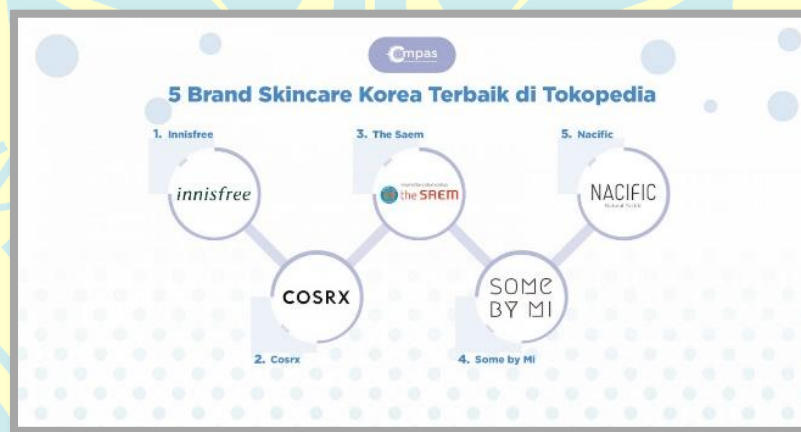 Compas
5 Brand Skincare Korea Terbaik di Tokopedia
1. Innisfree
3. The Saem
5. Nacific
innisfree
the SAEM
NACIFIC
COSRX
SOME
BY MI
2. Cosrx
4. Some by Mi